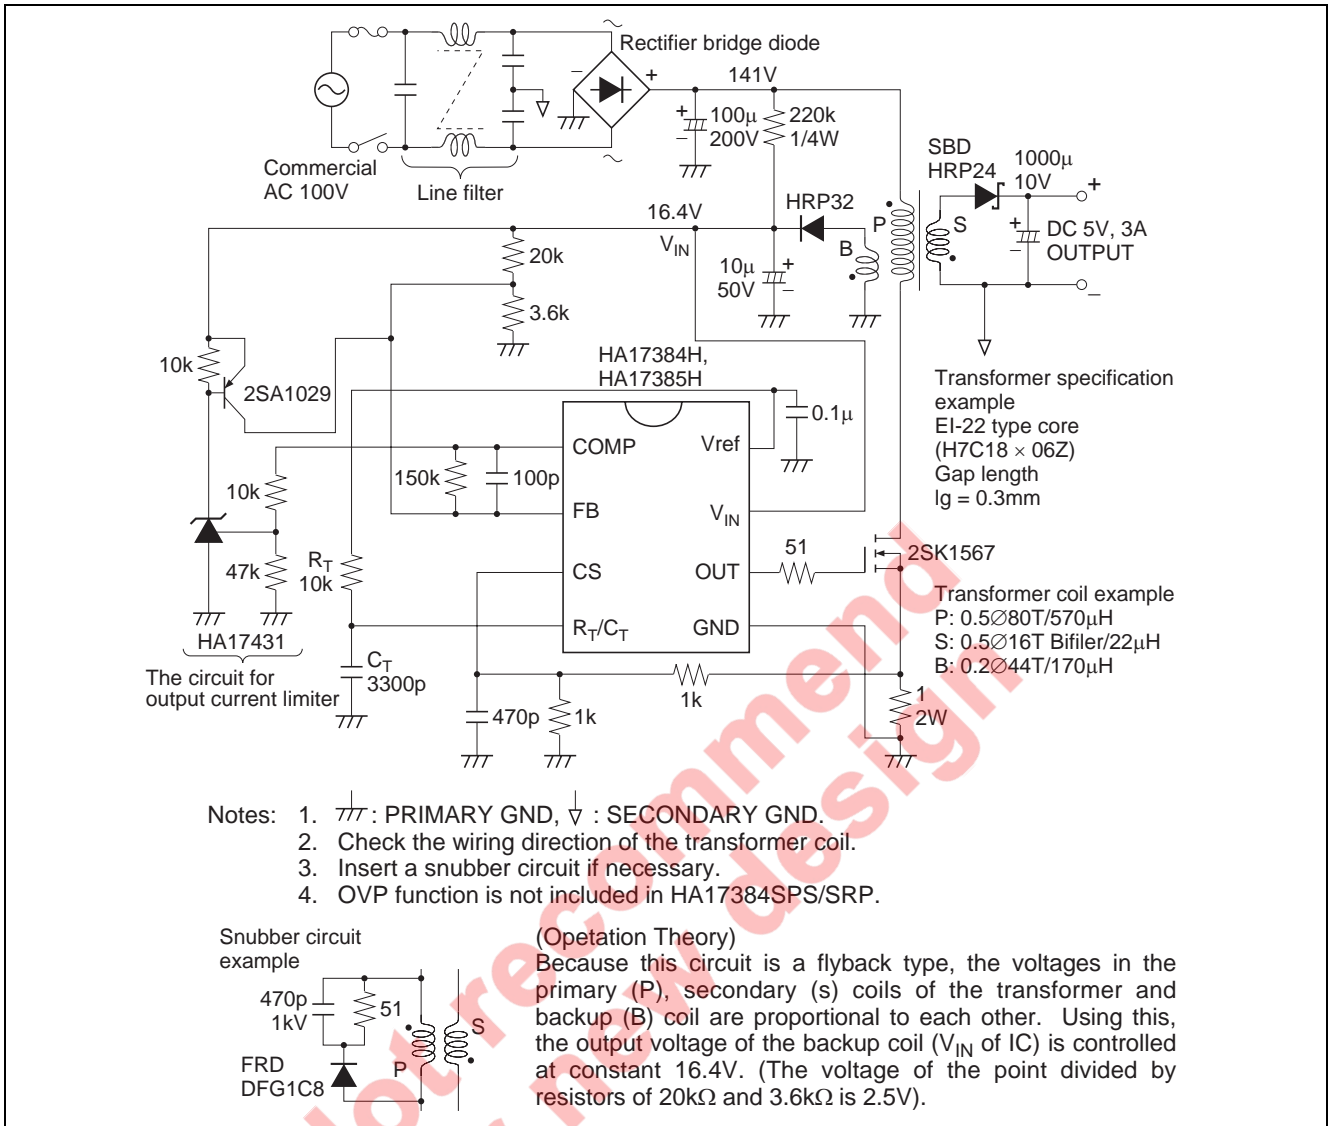 Rectifier bridge diode
141V
100μ
200V
220k
1/4W
Commercial
AC 100V
Line filter
SBD
HRP24
1000μ
10V
HRP32
16.4V
P
S
DC 5V, 3A
OUTPUT
VIN
B
20k
10μ
50V
3.6k
HA17384H,
HA17385H
10k
2SA1029
0.1μ
Transformer specification
example
EI-22 type core
(H7C18 × 06Z)
Gap length
lg = 0.3mm
COMP
Vref
150k
100p
10k
FB
VIN
51
2SK1567
RT
10k
47k
CS
OUT
Transformer coil example
P: 0.5∅80T/570μH
S: 0.5∅16T Bifiler/22μH
B: 0.2∅44T/170μH
RT/CT
GND
HA17431
The circuit for
output current limiter
CT
3300p
1k
1
2W
470p
1k
Notes: 1. : PRIMARY GND, : SECONDARY GND.
2. Check the wiring direction of the transformer coil.
3. Insert a snubber circuit if necessary.
4. OVP function is not included in HA17384SPS/SRP.
Snubber circuit
example
470p
1kV
51
P
S
FRD
DFG1C8
(Opetation Theory)
Because this circuit is a flyback type, the voltages in the
primary (P), secondary (s) coils of the transformer and
backup (B) coil are proportional to each other. Using this,
the output voltage of the backup coil (VIN of IC) is controlled
at constant 16.4V. (The voltage of the point divided by
resistors of 20kΩ and 3.6kΩ is 2.5V).
Not recommend
new design